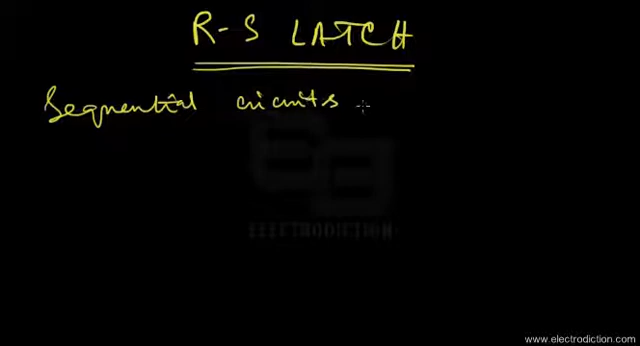 R-S LATCH
Sequential circuits
ELECTRODICTION
www.electrodiction.com